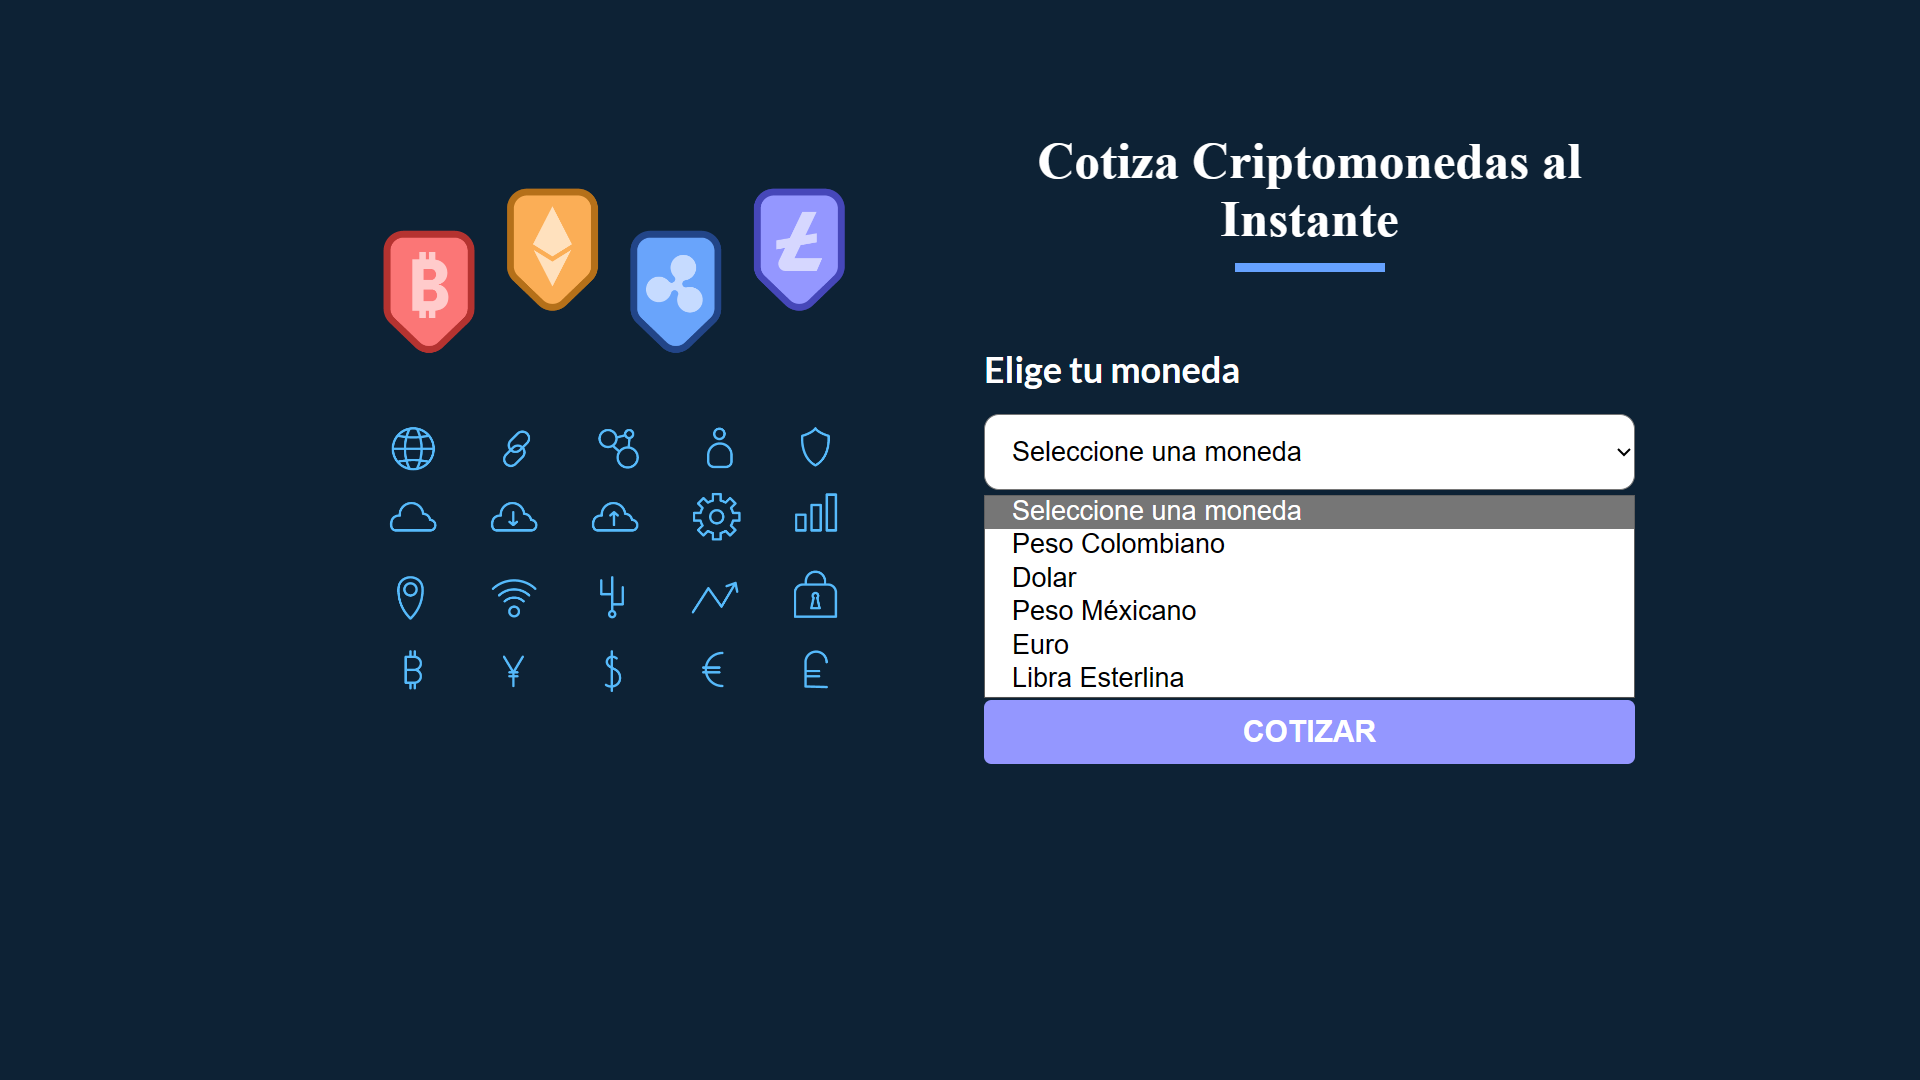 Cotiza Criptomonedas al
Instante
Elige tu moneda
Seleccione una moneda
Seleccione una moneda
Peso Colombiano
Dolar
Peso Méxicano
Euro
Libra Esterlina
COTIZAR